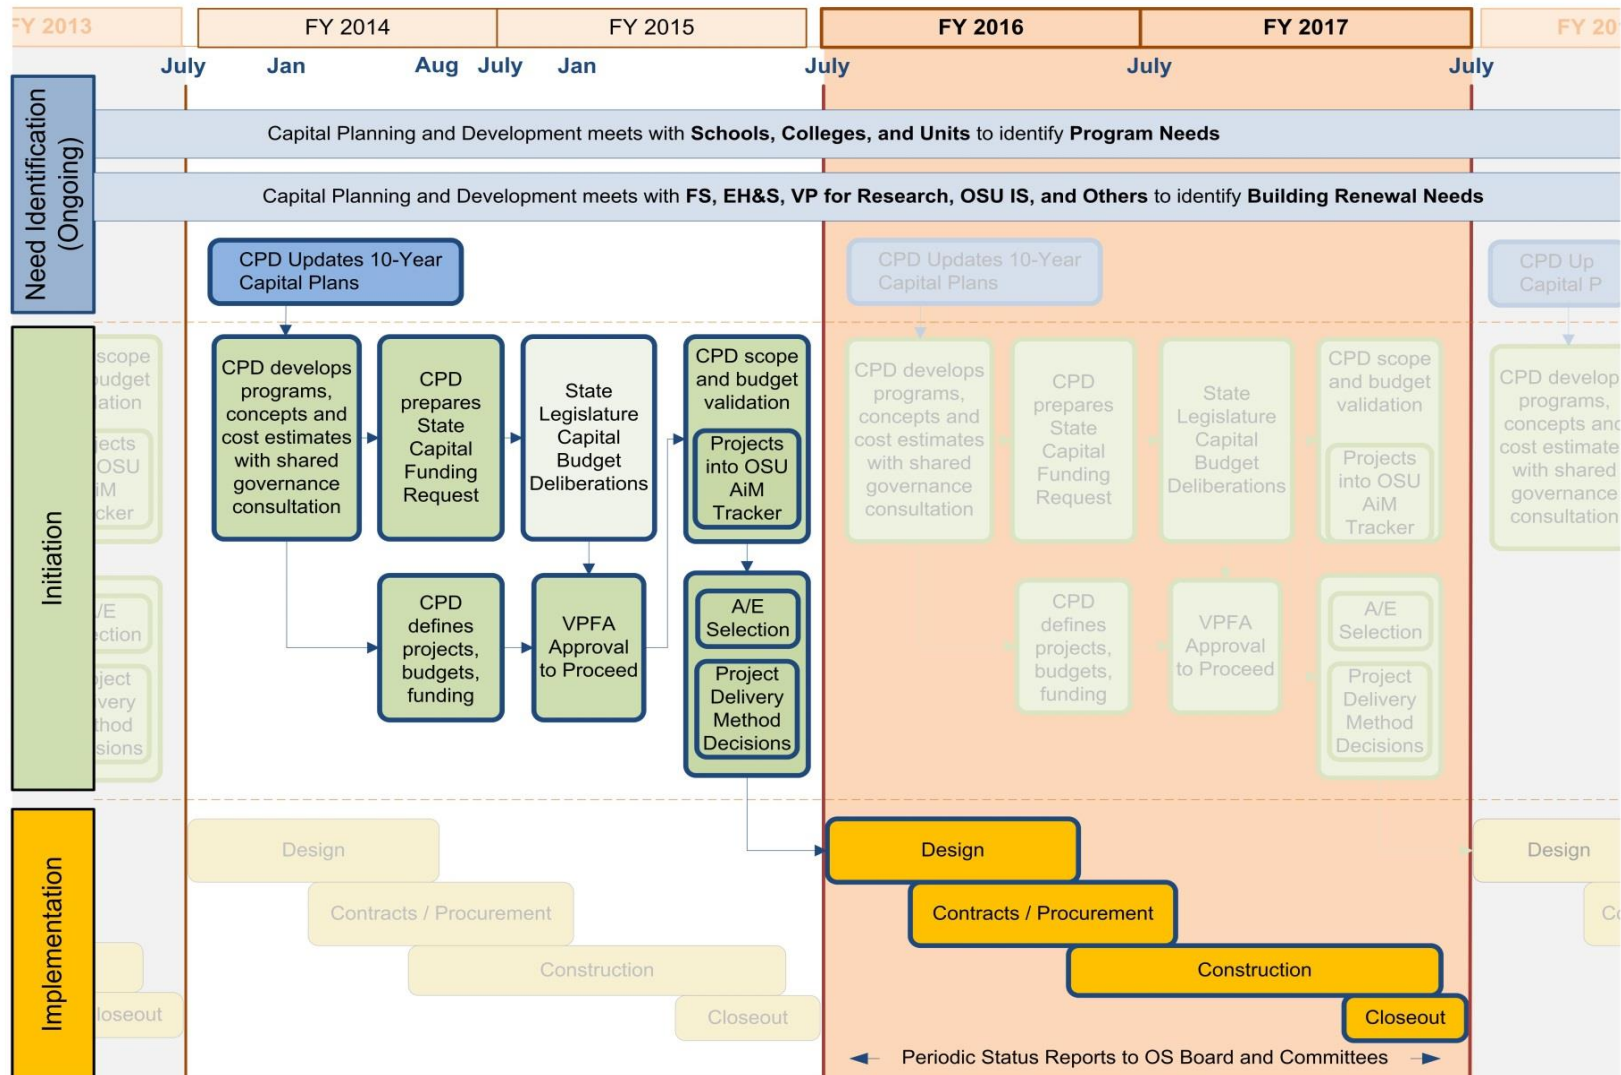 FY 2013
FY 2014
FY 2015
FY 2016
FY 2017
FY 20
July
Jan
Aug
July
Jan
July
July
July
Need Identification
(Ongoing)
Capital Planning and Development meets with Schools, Colleges, and Units to identify Program Needs
Capital Planning and Development meets with FS, EH&S, VP for Research, OSU IS, and Others to identify Building Renewal Needs
CPD Updates 10-Year
Capital Plans
CPD Updates 10-Year
Capital Plans
CPD Up
Capital P
Initiation
scope
budget
lation
jects
OSU
iM
cker
CPD develops
programs,
concepts and
cost estimates
with shared
governance
consultation
CPD
prepares
State
Capital
Funding
Request
State
Legislature
Capital
Budget
Deliberations
CPD scope
and budget
validation
Projects
into OSU
AiM
Tracker
CPD develops
programs,
concepts and
cost estimates
with shared
governance
consultation
CPD
prepares
State
Capital
Funding
Request
State
Legislature
Capital
Budget
Deliberations
CPD scope
and budget
validation
Projects
into OSU
AiM
Tracker
CPD develop
programs,
concepts and
cost estimate
with shared
governance
consultation
/E
ction
ject
very
thod
sions
CPD
defines
projects,
budgets,
funding
VPFA
Approval
to Proceed
A/E
Selection
Project
Delivery
Method
Decisions
CPD
defines
projects,
budgets,
funding
VPFA
Approval
to Proceed
A/E
Selection
Project
Delivery
Method
Decisions
Implementation
Design
Contracts / Procurement
Construction
Closeout
loseout
Design
Contracts / Procurement
Construction
Closeout
Design
Co
Periodic Status Reports to OS Board and Committees